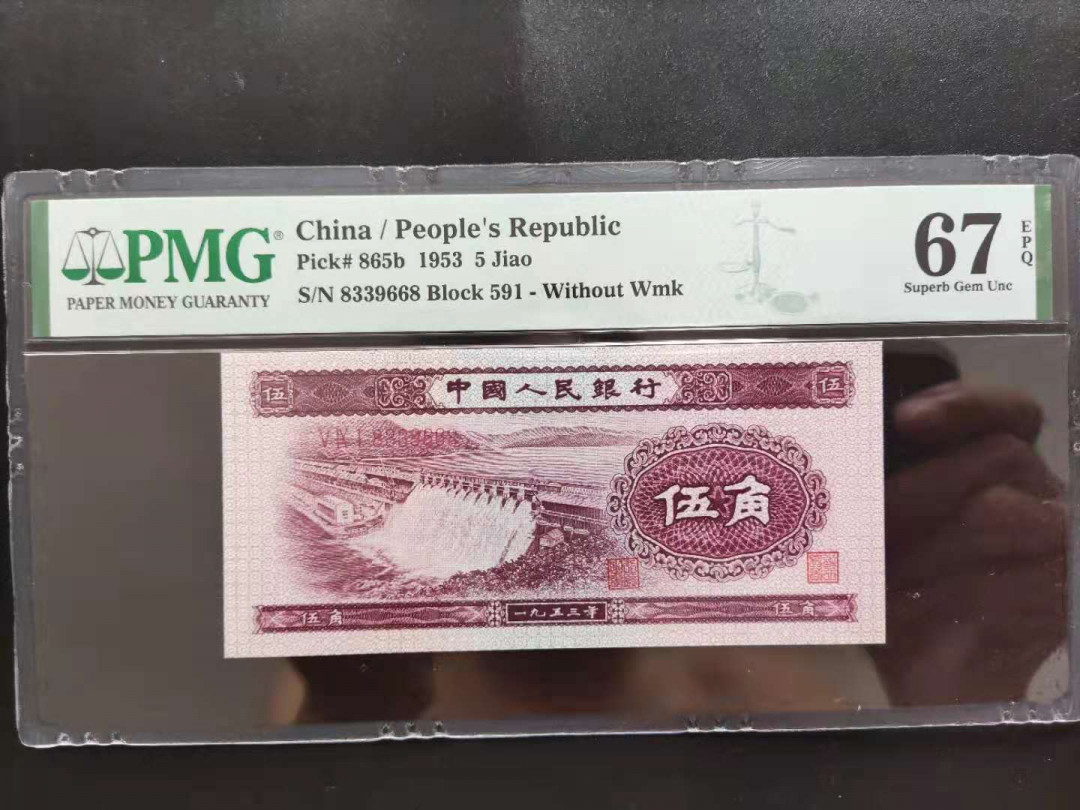 PMG®
PAPER MONEY GUARANTY
China / People's Republic
Pick# 865b 1953 5 Jiao
S/N 8339668 Block 591 - Without Wmk
67
EPQ
Superb Gem Unc
伍
中國人民銀行
伍
伍角
伍角
一九五三年
伍角